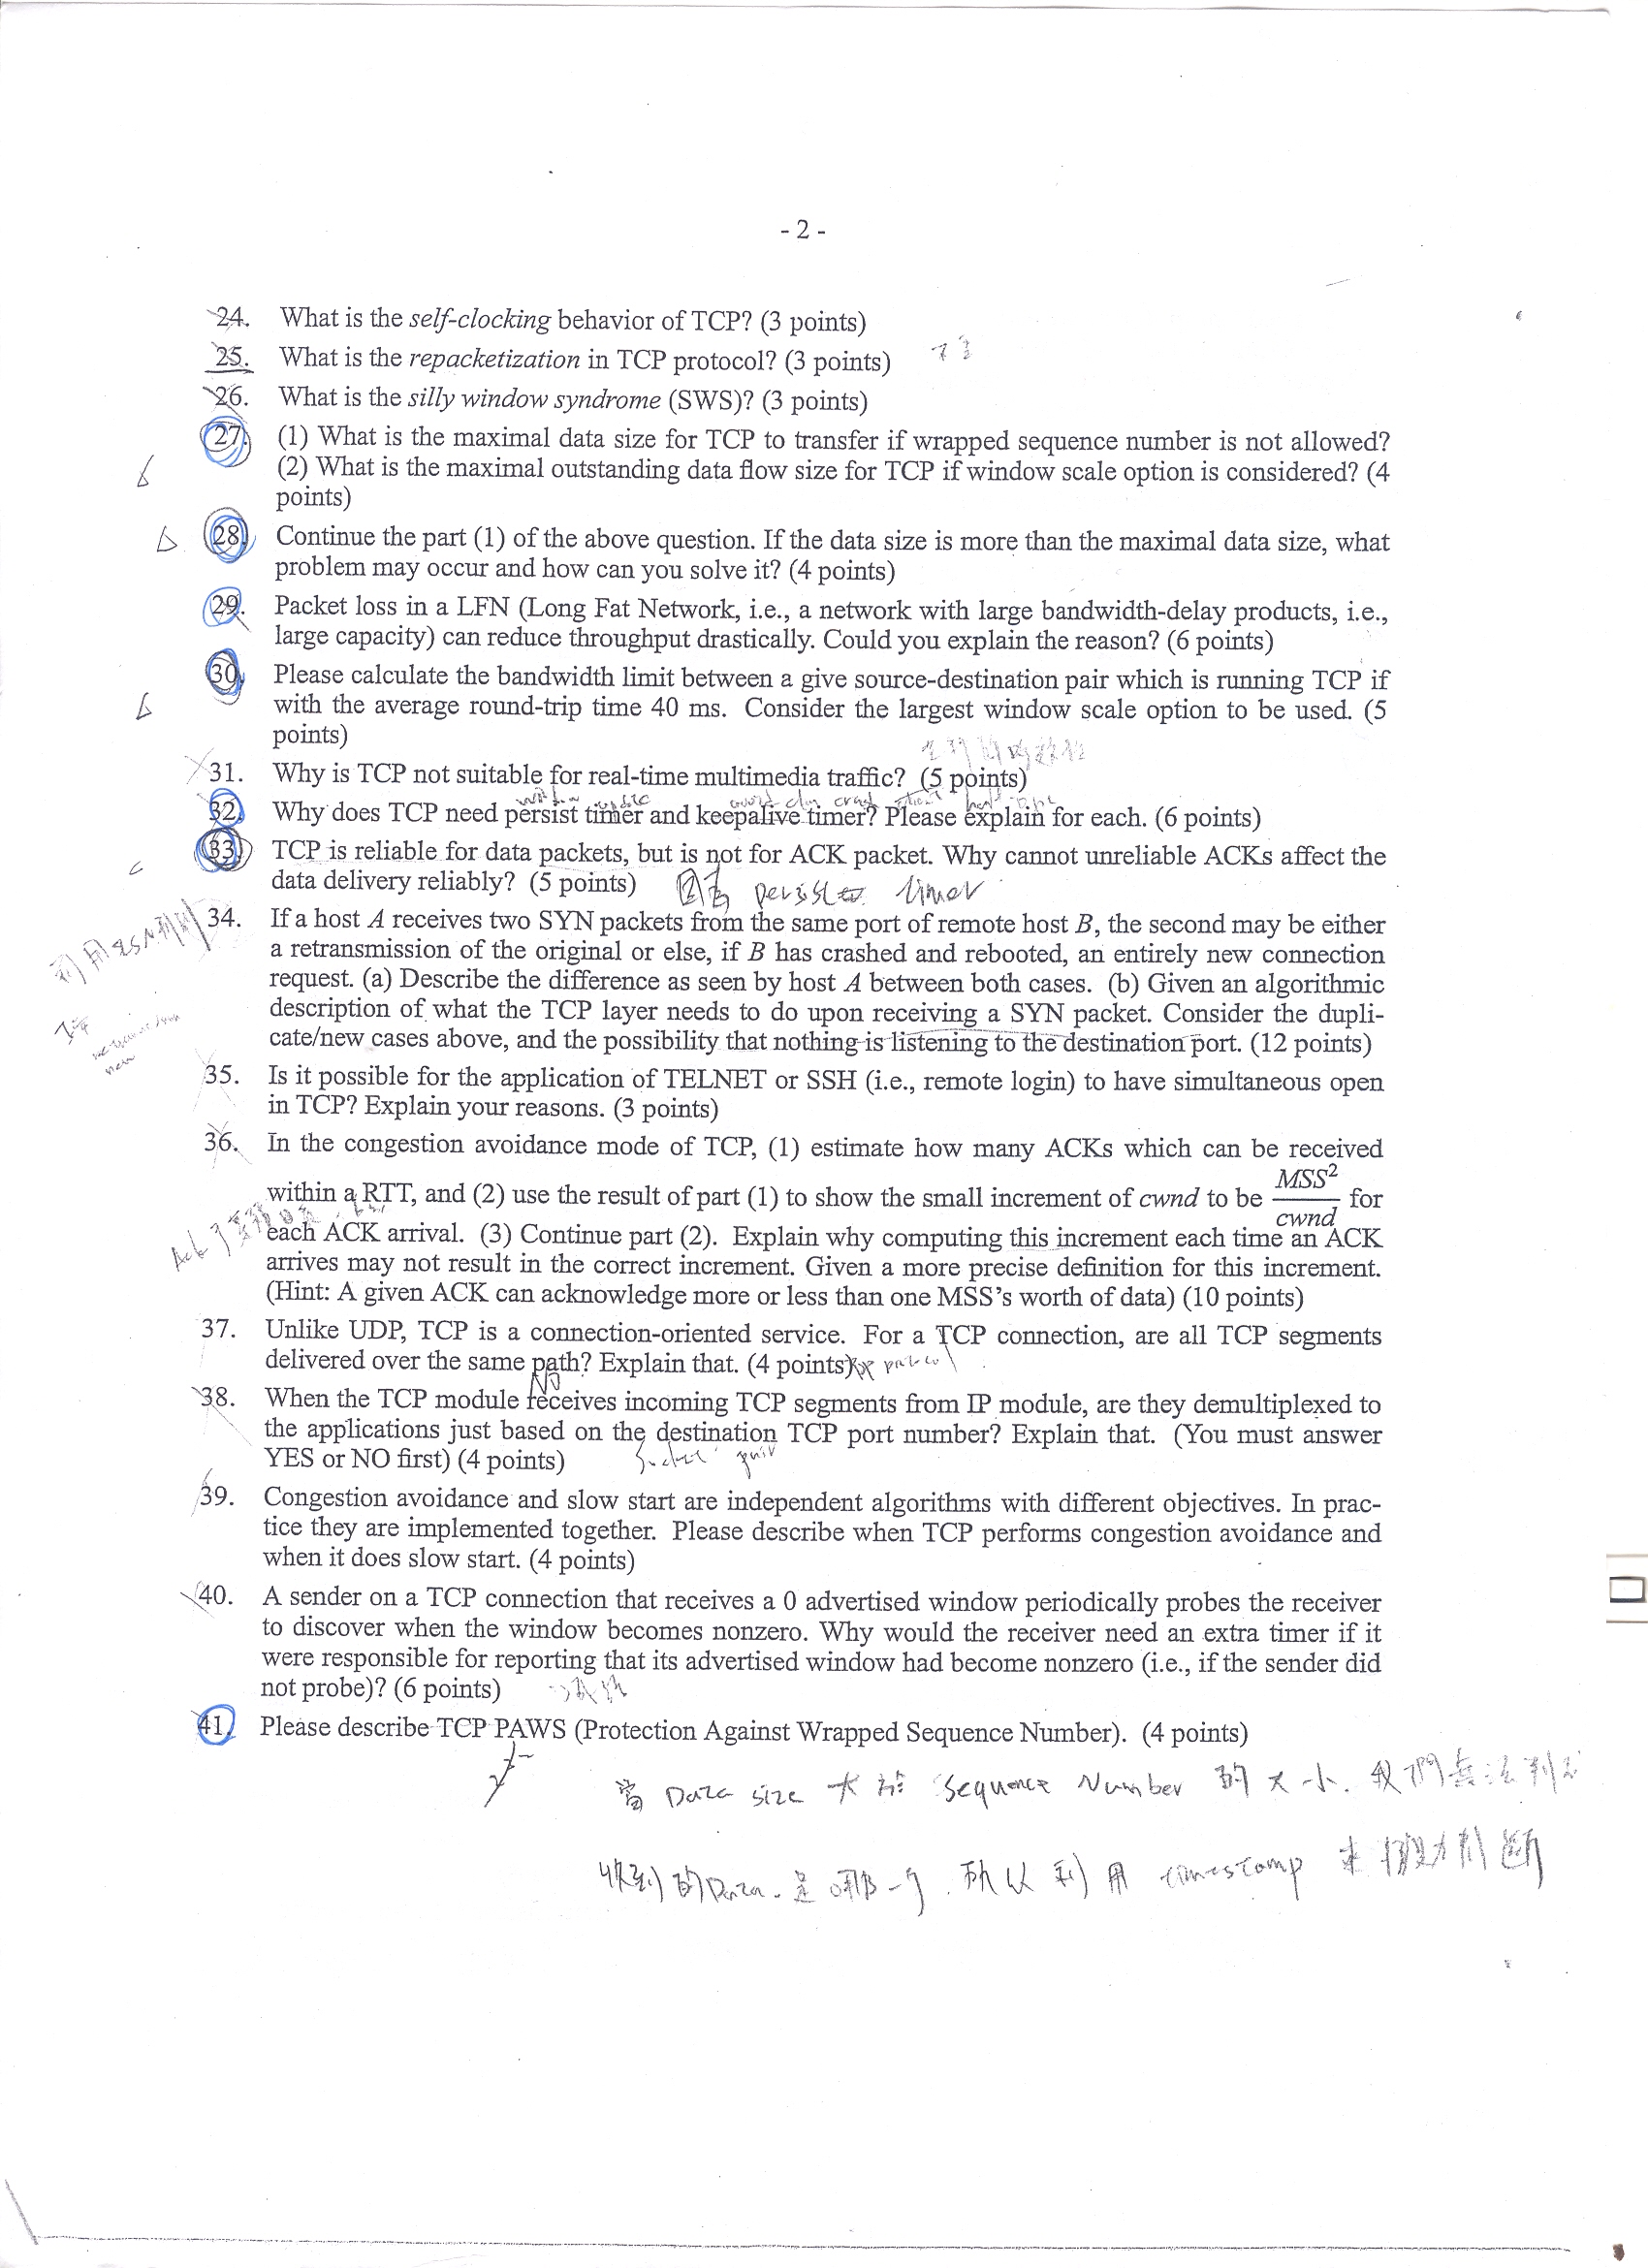 - 2 -
24. What is the self-clocking behavior of TCP? (3 points)
25. What is the repacketization in TCP protocol? (3 points)
26. What is the silly window syndrome (SWS)? (3 points)
27. (1) What is the maximal data size for TCP to transfer if wrapped sequence number is not allowed?
(2) What is the maximal outstanding data flow size for TCP if window scale option is considered? (4
points)
28. Continue the part (1) of the above question. If the data size is more than the maximal data size, what
problem may occur and how can you solve it? (4 points)
29. Packet loss in a LFN (Long Fat Network, i.e., a network with large bandwidth-delay products, i.e.,
large capacity) can reduce throughput drastically. Could you explain the reason? (6 points)
30. Please calculate the bandwidth limit between a give source-destination pair which is running TCP if
with the average round-trip time 40 ms. Consider the largest window scale option to be used. (5
points)
31. Why is TCP not suitable for real-time multimedia traffic? (5 points)
32. Why does TCP need persist timer and keepalive timer? Please explain for each. (6 points)
33. TCP is reliable for data packets, but is not for ACK packet. Why cannot unreliable ACKs affect the
data delivery reliably? (5 points) 因為 persister timer
34. If a host A receives two SYN packets from the same port of remote host B, the second may be either
a retransmission of the original or else, if B has crashed and rebooted, an entirely new connection
request. (a) Describe the difference as seen by host A between both cases. (b) Given an algorithmic
description of what the TCP layer needs to do upon receiving a SYN packet. Consider the dupli-
cate/new cases above, and the possibility that nothing is listening to the destination port. (12 points)
35. Is it possible for the application of TELNET or SSH (i.e., remote login) to have simultaneous open
in TCP? Explain your reasons. (3 points)
36. In the congestion avoidance mode of TCP, (1) estimate how many ACKs which can be received
within a RTT, and (2) use the result of part (1) to show the small increment of cwnd to be MSS²/cwnd for
each ACK arrival. (3) Continue part (2). Explain why computing this increment each time an ACK
arrives may not result in the correct increment. Given a more precise definition for this increment.
(Hint: A given ACK can acknowledge more or less than one MSS's worth of data) (10 points)
37. Unlike UDP, TCP is a connection-oriented service. For a TCP connection, are all TCP segments
delivered over the same path? Explain that. (4 points)
No
38. When the TCP module receives incoming TCP segments from IP module, are they demultiplexed to
the applications just based on the destination TCP port number? Explain that. (You must answer
YES or NO first) (4 points) Socket pair
39. Congestion avoidance and slow start are independent algorithms with different objectives. In prac-
tice they are implemented together. Please describe when TCP performs congestion avoidance and
when it does slow start. (4 points)
40. A sender on a TCP connection that receives a 0 advertised window periodically probes the receiver
to discover when the window becomes nonzero. Why would the receiver need an extra timer if it
were responsible for reporting that its advertised window had become nonzero (i.e., if the sender did
not probe)? (6 points)
41. Please describe TCP PAWS (Protection Against Wrapped Sequence Number). (4 points)
當 Data size 大於 Sequence Number 的大小. 我們無法判斷
收到的Data. 是哪一個. 所以利用 timestamp 來協助判斷